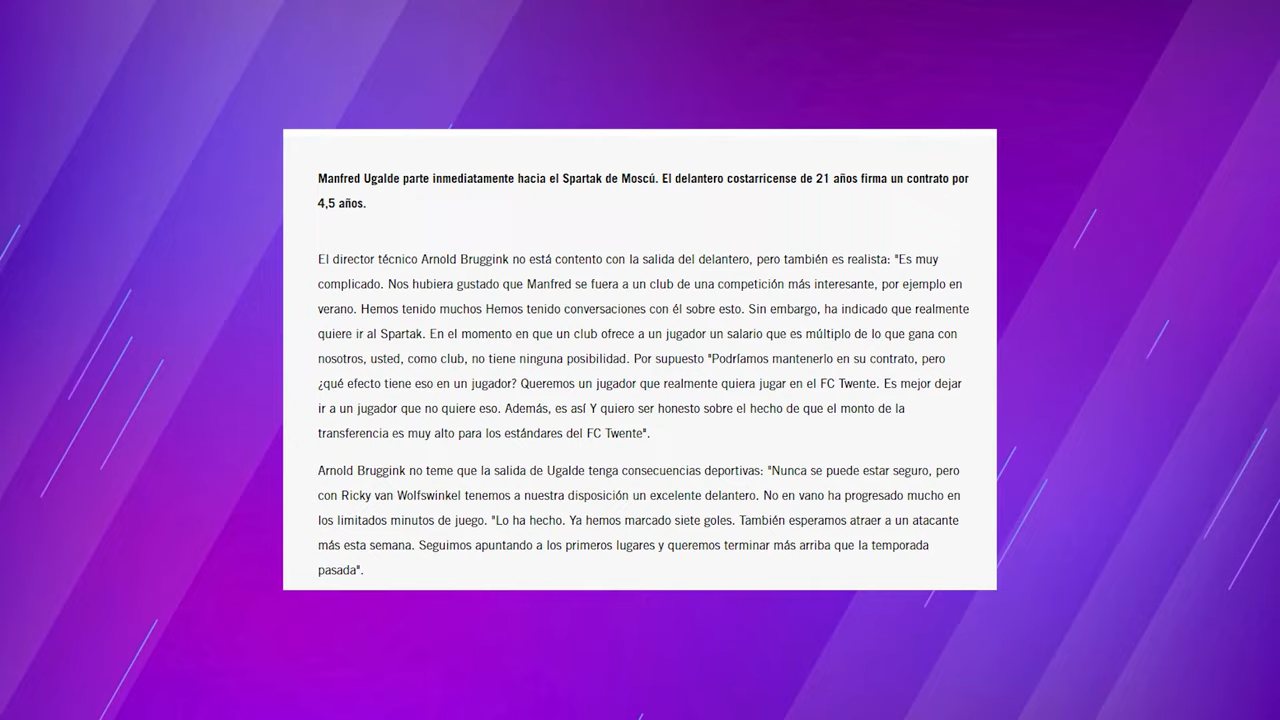 Manfred Ugalde parte inmediatamente hacia el Spartak de Moscú. El delantero costarricense de 21 años firma un contrato por
4,5 años.
El director técnico Arnold Bruggink no está contento con la salida del delantero, pero también es realista: "Es muy
complicado. Nos hubiera gustado que Manfred se fuera a un club de una competición más interesante, por ejemplo en
verano. Hemos tenido muchos Hemos tenido conversaciones con él sobre esto. Sin embargo, ha indicado que realmente
quiere ir al Spartak. En el momento en que un club ofrece a un jugador un salario que es múltiplo de lo que gana con
nosotros, usted, como club, no tiene ninguna posibilidad. Por supuesto "Podríamos mantenerlo en su contrato, pero
¿qué efecto tiene eso en un jugador? Queremos un jugador que realmente quiera jugar en el FC Twente. Es mejor dejar
ir a un jugador que no quiere eso. Además, es así Y quiero ser honesto sobre el hecho de que el monto de la
transferencia es muy alto para los estándares del FC Twente".
Arnold Bruggink no teme que la salida de Ugalde tenga consecuencias deportivas: "Nunca se puede estar seguro, pero
con Ricky van Wolfswinkel tenemos a nuestra disposición un excelente delantero. No en vano ha progresado mucho en
los limitados minutos de juego. "Lo ha hecho. Ya hemos marcado siete goles. También esperamos atraer a un atacante
más esta semana. Seguimos apuntando a los primeros lugares y queremos terminar más arriba que la temporada
pasada".